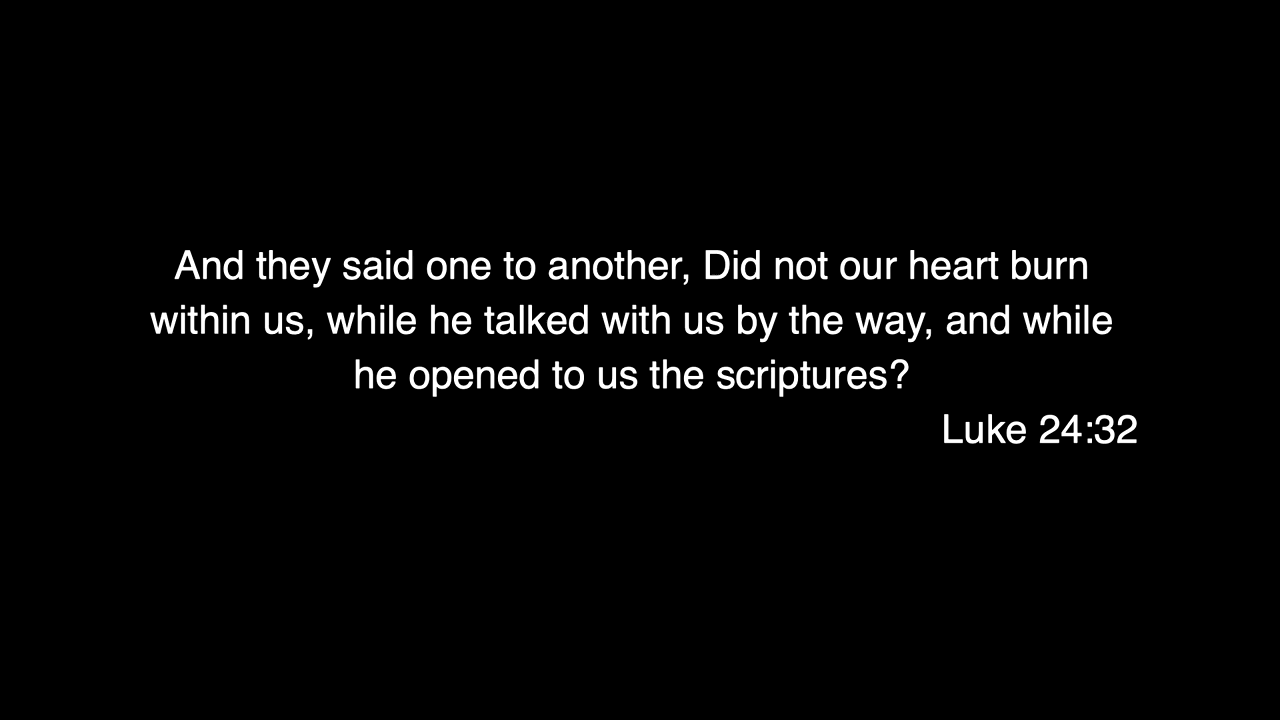 And they said one to another, Did not our heart burn
within us, while he talked with us by the way, and while
he opened to us the scriptures?
Luke 24:32